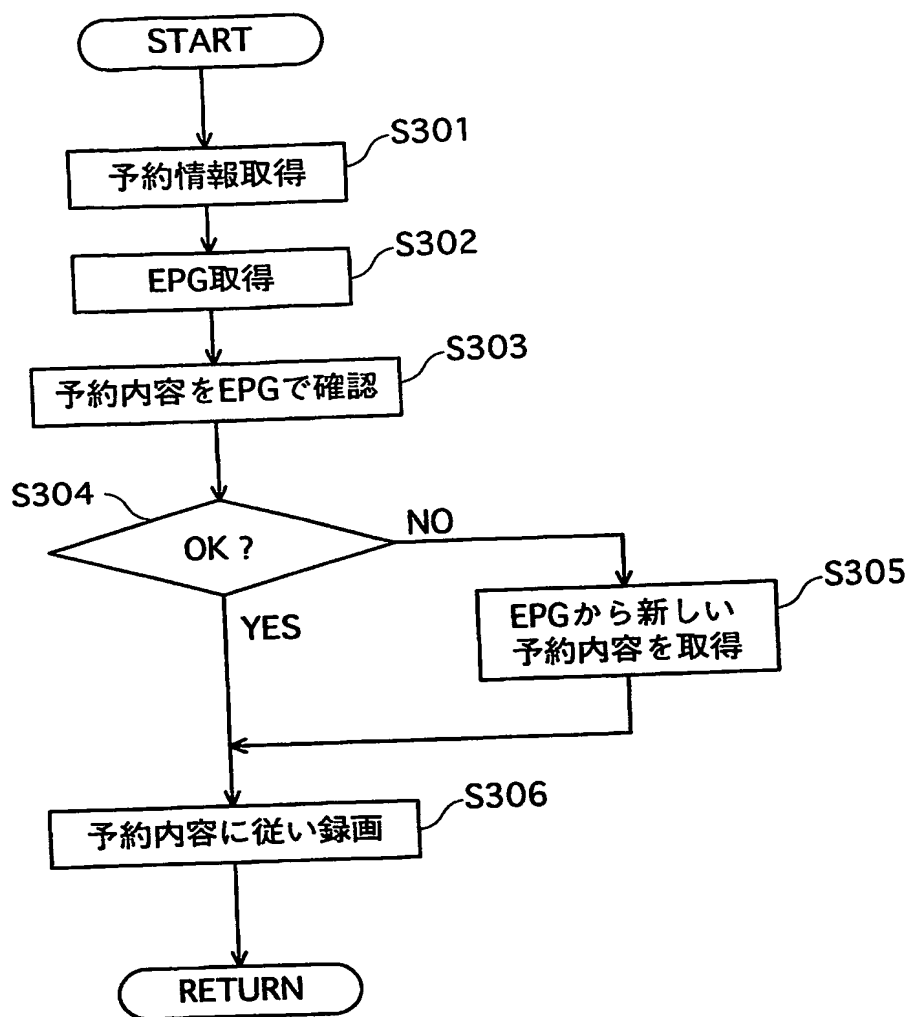 START
S301
予約情報取得
S302
EPG取得
S303
予約内容をEPGで確認
S304
OK ?
NO
YES
S305
EPGから新しい
予約内容を取得
S306
予約内容に従い録画
RETURN